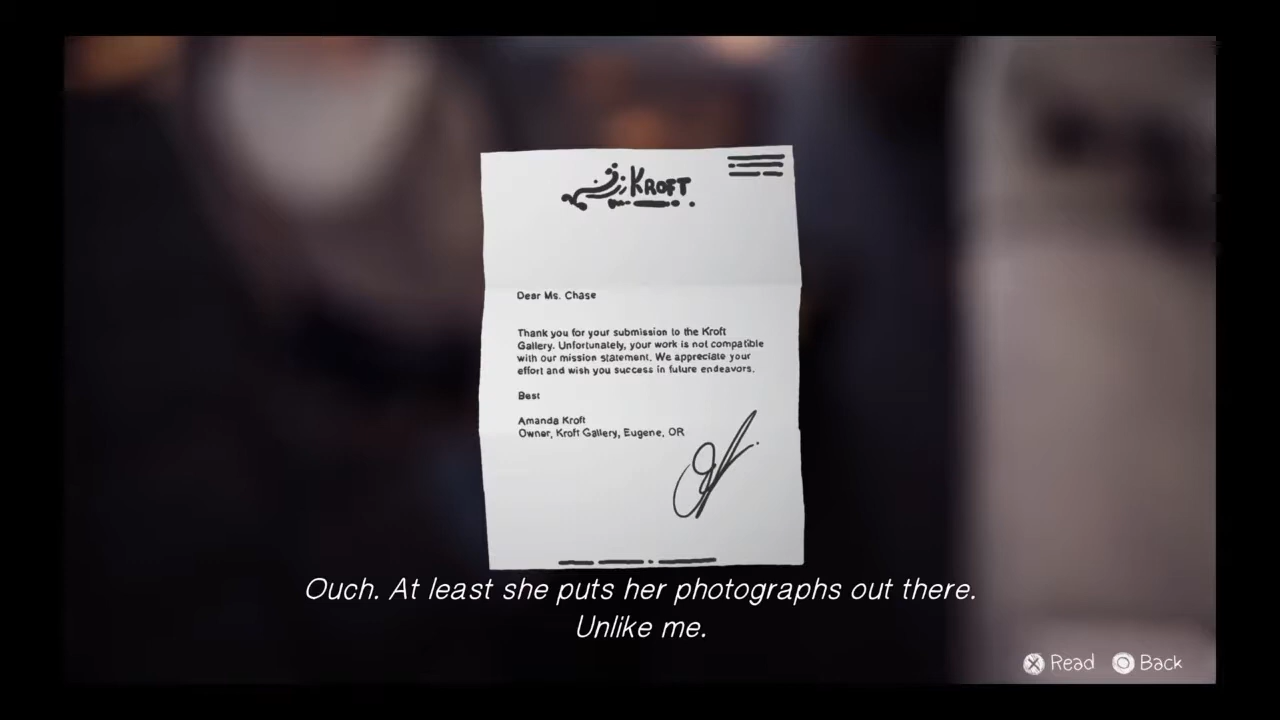 KROFT
Dear Ms. Chase
Thank you for your submission to the Kroft
Gallery. Unfortunately, your work is not compatible
with our mission statement. We appreciate your
effort and wish you success in future endeavors.
Best
Amanda Kroft
Owner, Kroft Gallery, Eugene, OR
Ouch. At least she puts her photographs out there.
Unlike me.
Read Back